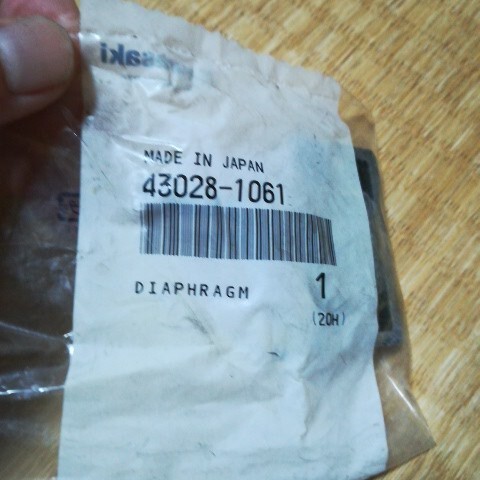 MADE IN JAPAN
43028-1061
DIAPHRAGM 1
(20H)